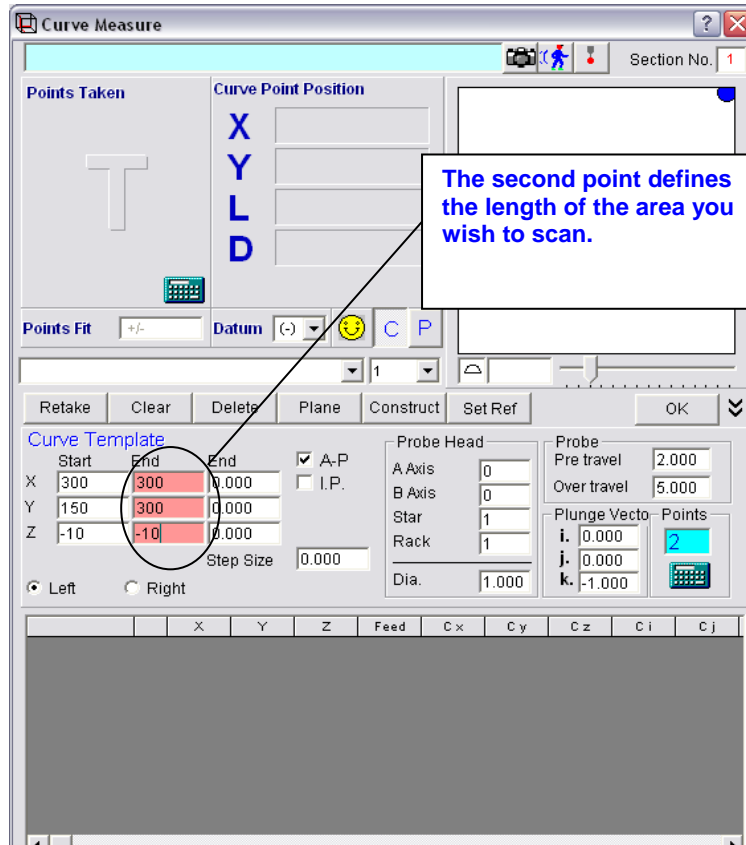 Curve Measure
Section No. 1
Points Taken
Curve Point Position
T
X
Y
L
D
The second point defines
the length of the area you
wish to scan.
Points Fit +/- Datum (-) C P
1
Retake Clear Delete Plane Construct Set Ref OK
Curve Template
Start End End
X 300 300 0.000
Y 150 300 0.000
Z -10 -10 0.000
A-P
I.P.
Step Size 0.000
Left Right
Probe Head
A Axis 0
B Axis 0
Star 1
Rack 1
Dia. 1.000
Probe
Pre travel 2.000
Over travel 5.000
Plunge Vecto
i. 0.000
j. 0.000
k. -1.000
Points
2
X Y Z Feed C x C y C z C i C j